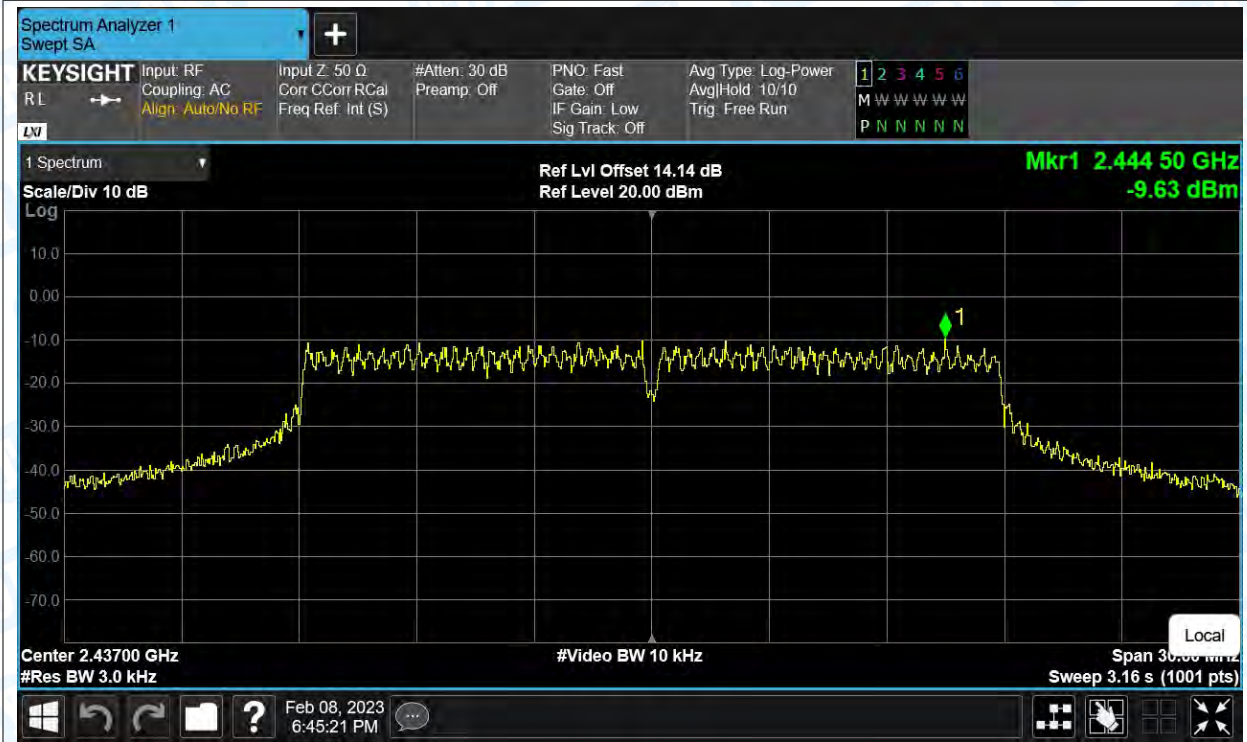 Spectrum Analyzer 1
Swept SA
+
KEYSIGHT
RL
LXI
Input: RF
Coupling: AC
Align: Auto/No RF
Input Z: 50 Ω
Corr CCorr RCal
Freq Ref: Int (S)
#Atten: 30 dB
Preamp: Off
PNO: Fast
Gate: Off
IF Gain: Low
Sig Track: Off
Avg Type: Log-Power
Avg|Hold: 10/10
Trig: Free Run
1 2 3 4 5 6
M W W W W W
P N N N N N
1 Spectrum
Scale/Div 10 dB
Ref Lvl Offset 14.14 dB
Ref Level 20.00 dBm
Mkr1 2.444 50 GHz
-9.63 dBm
Log
10.0
0.00
-10.0
-20.0
-30.0
-40.0
-50.0
-60.0
-70.0
1
Local
Center 2.43700 GHz
#Res BW 3.0 kHz
#Video BW 10 kHz
Span 30.00 MHz
Sweep 3.16 s (1001 pts)
?
Feb 08, 2023
6:45:21 PM